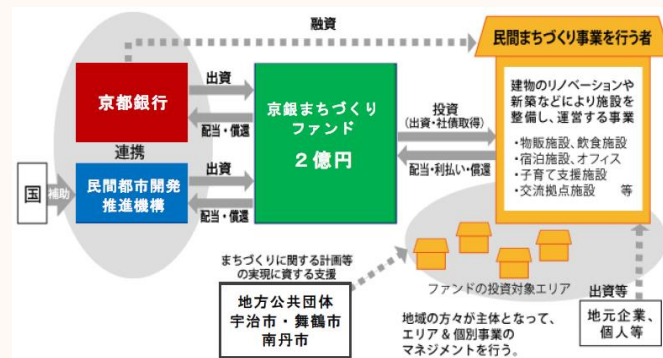 融資
民間まちづくり事業を行う者
京都銀行
出資
配当・償還
連携
国
補助
民間都市開発
推進機構
出資
配当・償還
京銀まちづくり
ファンド
２億円
投資
(出資・社債取得)
配当・利払い・償還
建物のリノベーションや
新築などにより施設を
整備し、運営する事業
・物販施設、飲食施設
・宿泊施設、オフィス
・子育て支援施設
・交流拠点施設　等
まちづくりに関する計画等
の実現に資する支援
地方公共団体
宇治市・舞鶴市
南丹市
ファンドの投資対象エリア
地域の方々が主体となって、
エリア＆個別事業の
マネジメントを行う。
出資等
地元企業、
個人等